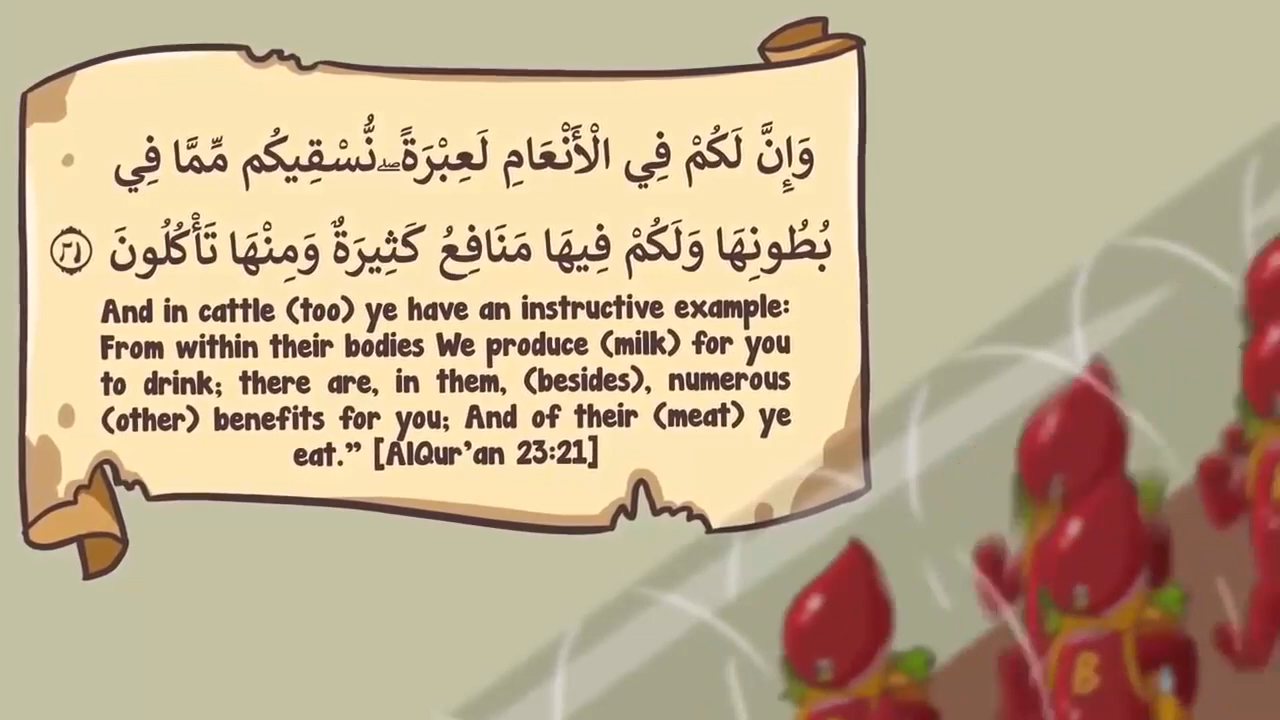 وَإِنَّ لَكُمْ فِي الْأَنْعَامِ لَعِبْرَةً ۖ نُّسْقِيكُم مِّمَّا فِي
بُطُونِهَا وَلَكُمْ فِيهَا مَنَافِعُ كَثِيرَةٌ وَمِنْهَا تَأْكُلُونَ ٢١
And in cattle (too) ye have an instructive example:
From within their bodies We produce (milk) for you
to drink; there are, in them, (besides), numerous
(other) benefits for you; And of their (meat) ye
eat.” [AlQur’an 23:21]
B